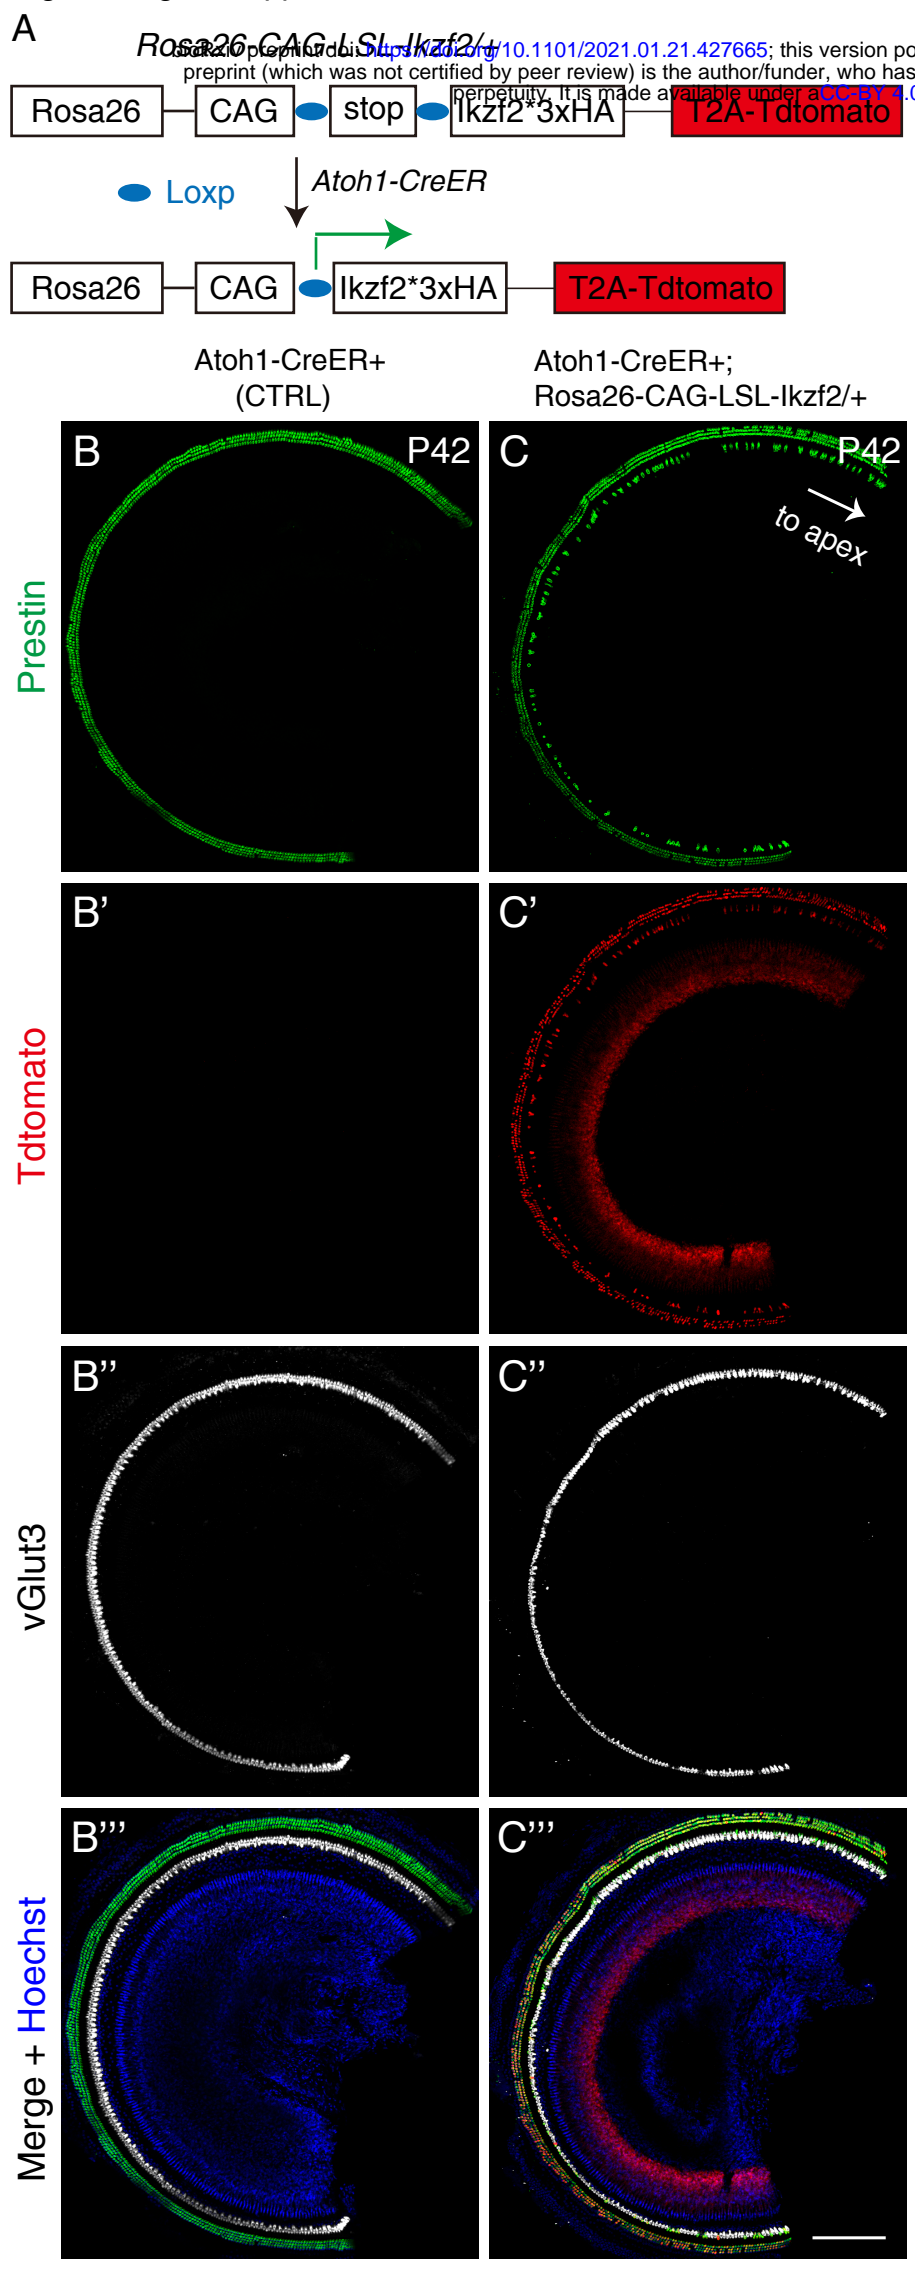 A
Rosa26-CAG-LSL-Ikzf2/+
bioRxiv preprint doi: https://doi.org/10.1101/2021.01.21.427665; this version po
preprint (which was not certified by peer review) is the author/funder, who has
perpetuity. It is made available under aCC-BY 4.0
Rosa26 CAG stop Ikzf2*3xHA T2A-Tdtomato
Loxp Atoh1-CreER
Rosa26 CAG Ikzf2*3xHA T2A-Tdtomato
Atoh1-CreER+
(CTRL)
Atoh1-CreER+;
Rosa26-CAG-LSL-Ikzf2/+
Prestin
B P42
C P42
to apex
Tdtomato
B’
C’
vGlut3
B’’
C’’
Merge + Hoechst
B’’’
C’’’